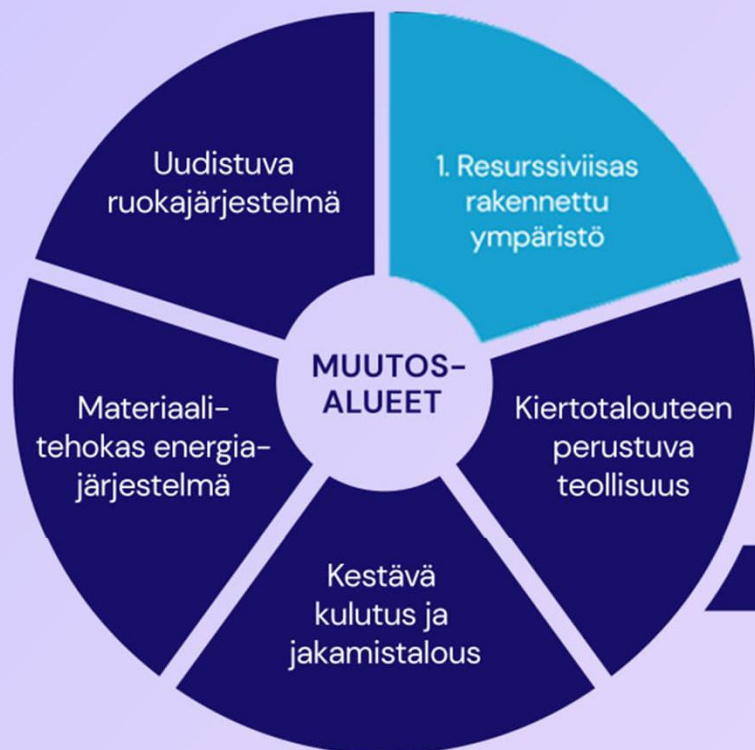 Uudistuva
ruokajärjestelmä
1. Resurssiviisas
rakennettu
ympäristö
MUUTOS-
ALUEET
Materiaali-
tehokas energia-
järjestelmä
Kiertotalouteen
perustuva
teollisuus
Kestävä
kulutus ja
jakamistalous